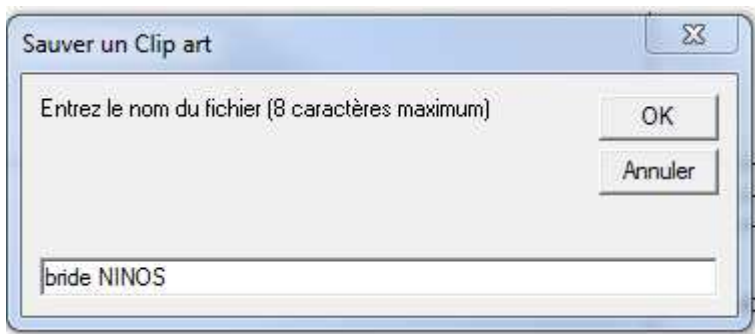 Sauver un Clip art
Entrez le nom du fichier (8 caractères maximum)
OK
Annuler
bride NINOS